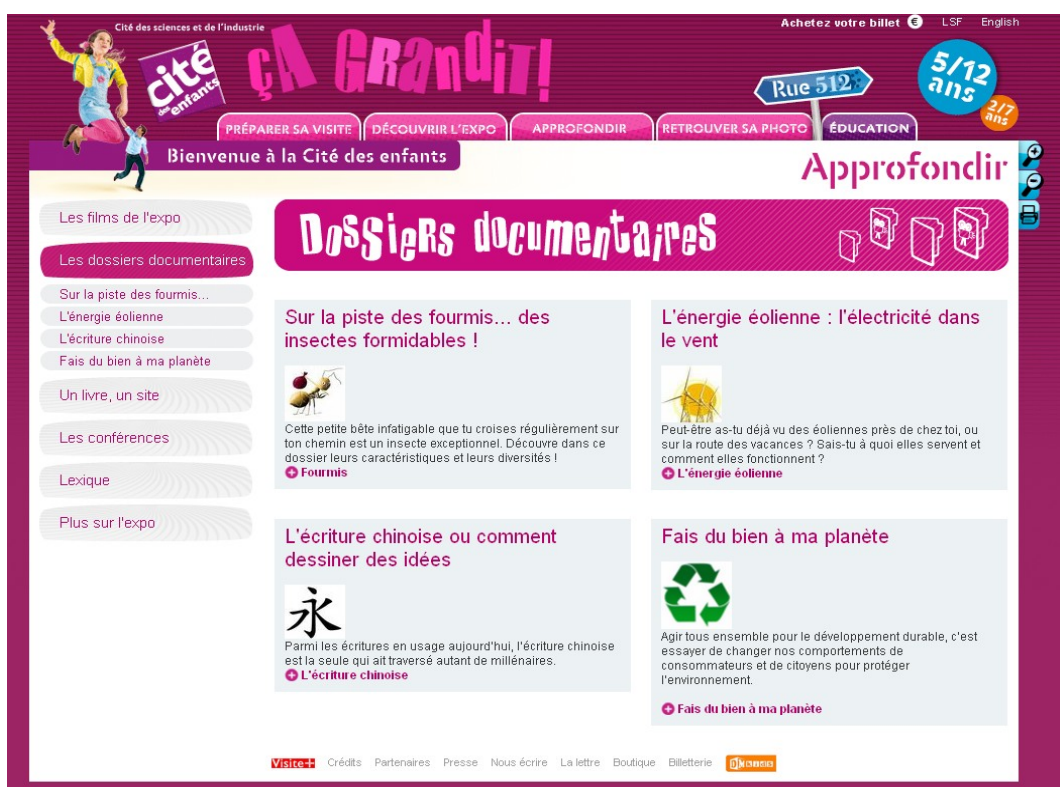 Cité des sciences et de l'industrie
Achetez votre billet € LSF English
cité des enfants
çA GRandiT!
Rue 512
5/12 ans
2/7 ans
PRÉPARER SA VISITE DÉCOUVRIR L'EXPO APPROFONDIR RETROUVER SA PHOTO ÉDUCATION
Bienvenue à la Cité des enfants
Approfondir
Les films de l'expo
Les dossiers documentaires
Sur la piste des fourmis...
L'énergie éolienne
L'écriture chinoise
Fais du bien à ma planète
Un livre, un site
Les conférences
Lexique
Plus sur l'expo
DoSSieRs documentaires
Sur la piste des fourmis... des
insectes formidables !
Cette petite bête infatigable que tu croises régulièrement sur
ton chemin est un insecte exceptionnel. Découvre dans ce
dossier leurs caractéristiques et leurs diversités !
Fourmis
L'énergie éolienne : l'électricité dans
le vent
Peut-être as-tu déjà vu des éoliennes près de chez toi, ou
sur la route des vacances ? Sais-tu à quoi elles servent et
comment elles fonctionnent ?
L'énergie éolienne
L'écriture chinoise ou comment
dessiner des idées
永
Parmi les écritures en usage aujourd'hui, l'écriture chinoise
est la seule qui ait traversé autant de millénaires.
L'écriture chinoise
Fais du bien à ma planète
Agir tous ensemble pour le développement durable, c'est
essayer de changer nos comportements de
consommateurs et de citoyens pour protéger
l'environnement.
Fais du bien à ma planète
Visite+ Crédits Partenaires Presse Nous écrire La lettre Boutique Billetterie